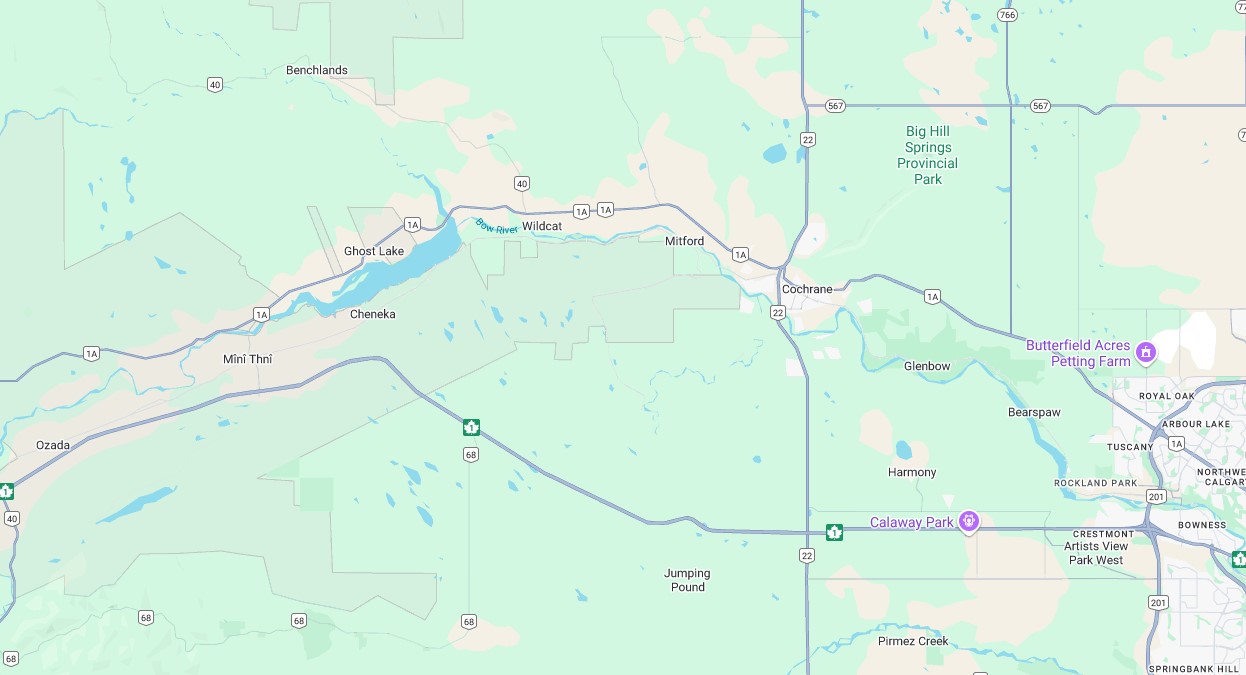 766
77
Benchlands
40
567
567
Big Hill
Springs
Provincial
Park
22
40
1A
1A
1A
Bow River
Wildcat
Mitford
1A
Ghost Lake
Cochrane
1A
22
1A
Cheneka
1A
Mînî Thnî
Butterfield Acres
Petting Farm
Glenbow
ROYAL OAK
Bearspaw
ARBOUR LAKE
1
TUSCANY
1A
Ozada
68
Harmony
NORTHWE
CALGARY
ROCKLAND PARK
1
201
40
Calaway Park
BOWNESS
1
CRESTMONT
Artists View
Park West
22
1
Jumping
Pound
201
68
68
68
Pirmez Creek
68
SPRINGBANK HILL